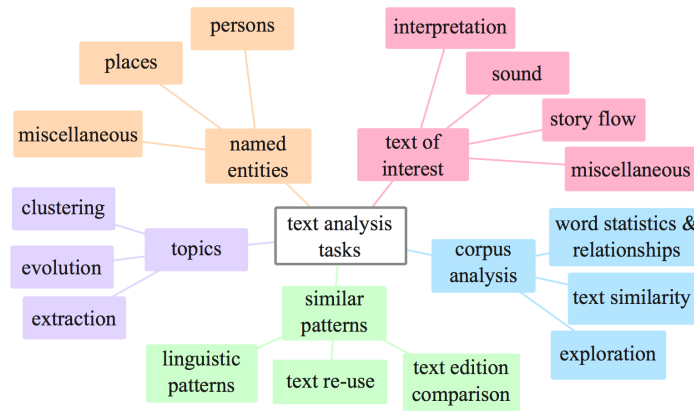 persons
places
miscellaneous
named
entities
interpretation
sound
story flow
miscellaneous
text of
interest
clustering
evolution
extraction
topics
text analysis
tasks
corpus
analysis
word statistics &
relationships
text similarity
exploration
similar
patterns
linguistic
patterns
text re-use
text edition
comparison